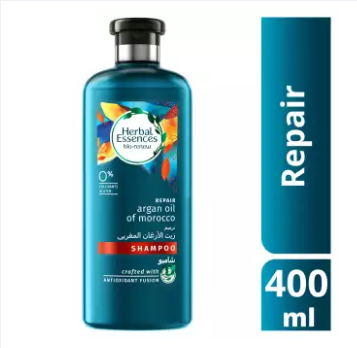 Herbal
Essences
bio:renew
0%
REPAIR
argan oil
of morocco
ترميم
زيت الأرغان المغربي
SHAMPOO
شامبو
crafted with
ANTIOXIDANT FUSION
Repair
400
ml